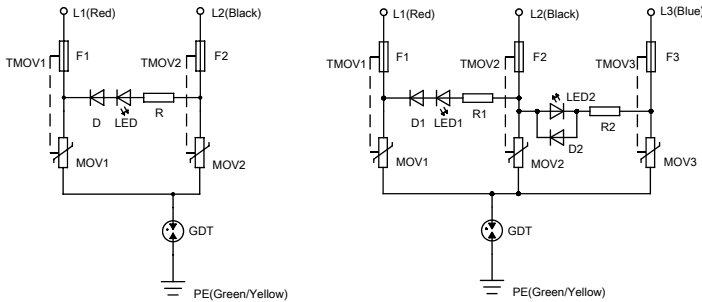 L1(Red)
L2(Black)
TMOV1
F1
TMOV2
F2
D
LED
R
MOV1
MOV2
GDT
PE(Green/Yellow)
L1(Red)
L2(Black)
L3(Blue)
TMOV1
F1
TMOV2
F2
TMOV3
F3
LED2
D1
LED1
R1
R2
D2
MOV1
MOV2
MOV3
GDT
PE(Green/Yellow)